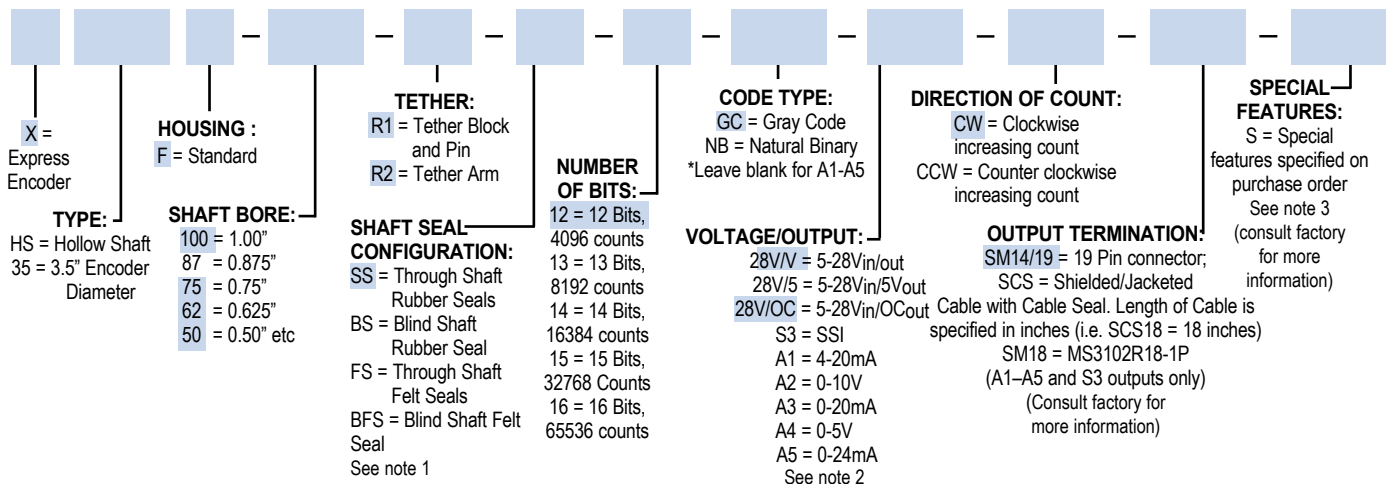 X =
Express
Encoder
TYPE:
HS = Hollow Shaft
35 = 3.5” Encoder
Diameter
HOUSING :
F = Standard
SHAFT BORE:
100 = 1.00”
87 = 0.875”
75 = 0.75”
62 = 0.625”
50 = 0.50” etc
TETHER:
R1 = Tether Block
and Pin
R2 = Tether Arm
SHAFT SEAL
CONFIGURATION:
SS = Through Shaft
Rubber Seals
BS = Blind Shaft
Rubber Seal
FS = Through Shaft
Felt Seals
BFS = Blind Shaft Felt
Seal
See note 1
NUMBER
OF BITS:
12 = 12 Bits,
4096 counts
13 = 13 Bits,
8192 counts
14 = 14 Bits,
16384 counts
15 = 15 Bits,
32768 Counts
16 = 16 Bits,
65536 counts
CODE TYPE:
GC = Gray Code
NB = Natural Binary
*Leave blank for A1-A5
VOLTAGE/OUTPUT:
28V/V = 5-28Vin/out
28V/5 = 5-28Vin/5Vout
28V/OC = 5-28Vin/OCout
S3 = SSI
A1 = 4-20mA
A2 = 0-10V
A3 = 0-20mA
A4 = 0-5V
A5 = 0-24mA
See note 2
DIRECTION OF COUNT:
CW = Clockwise
increasing count
CCW = Counter clockwise
increasing count
OUTPUT TERMINATION:
SM14/19 = 19 Pin connector;
SCS = Shielded/Jacketed
Cable with Cable Seal. Length of Cable is
specified in inches (i.e. SCS18 = 18 inches)
SM18 = MS3102R18-1P
(A1–A5 and S3 outputs only)
(Consult factory for
more information)
SPECIAL
FEATURES:
S = Special
features specified on
purchase order
See note 3
(consult factory
for more
information)